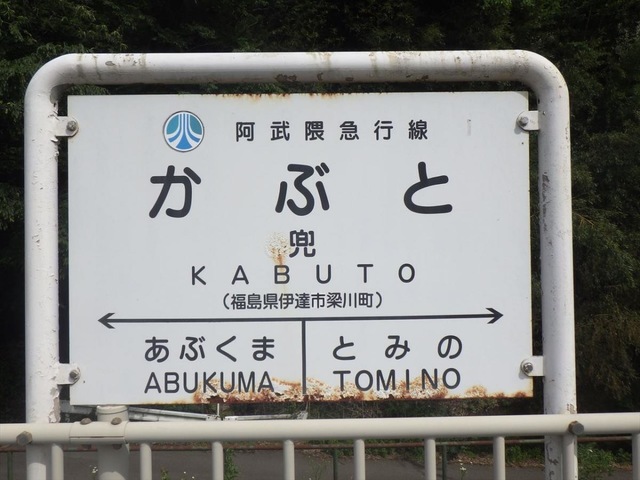 阿武隈急行線
かぶと
兜
KABUTO
(福島県伊達市梁川町)
あぶくま とみの
ABUKUMA TOMINO